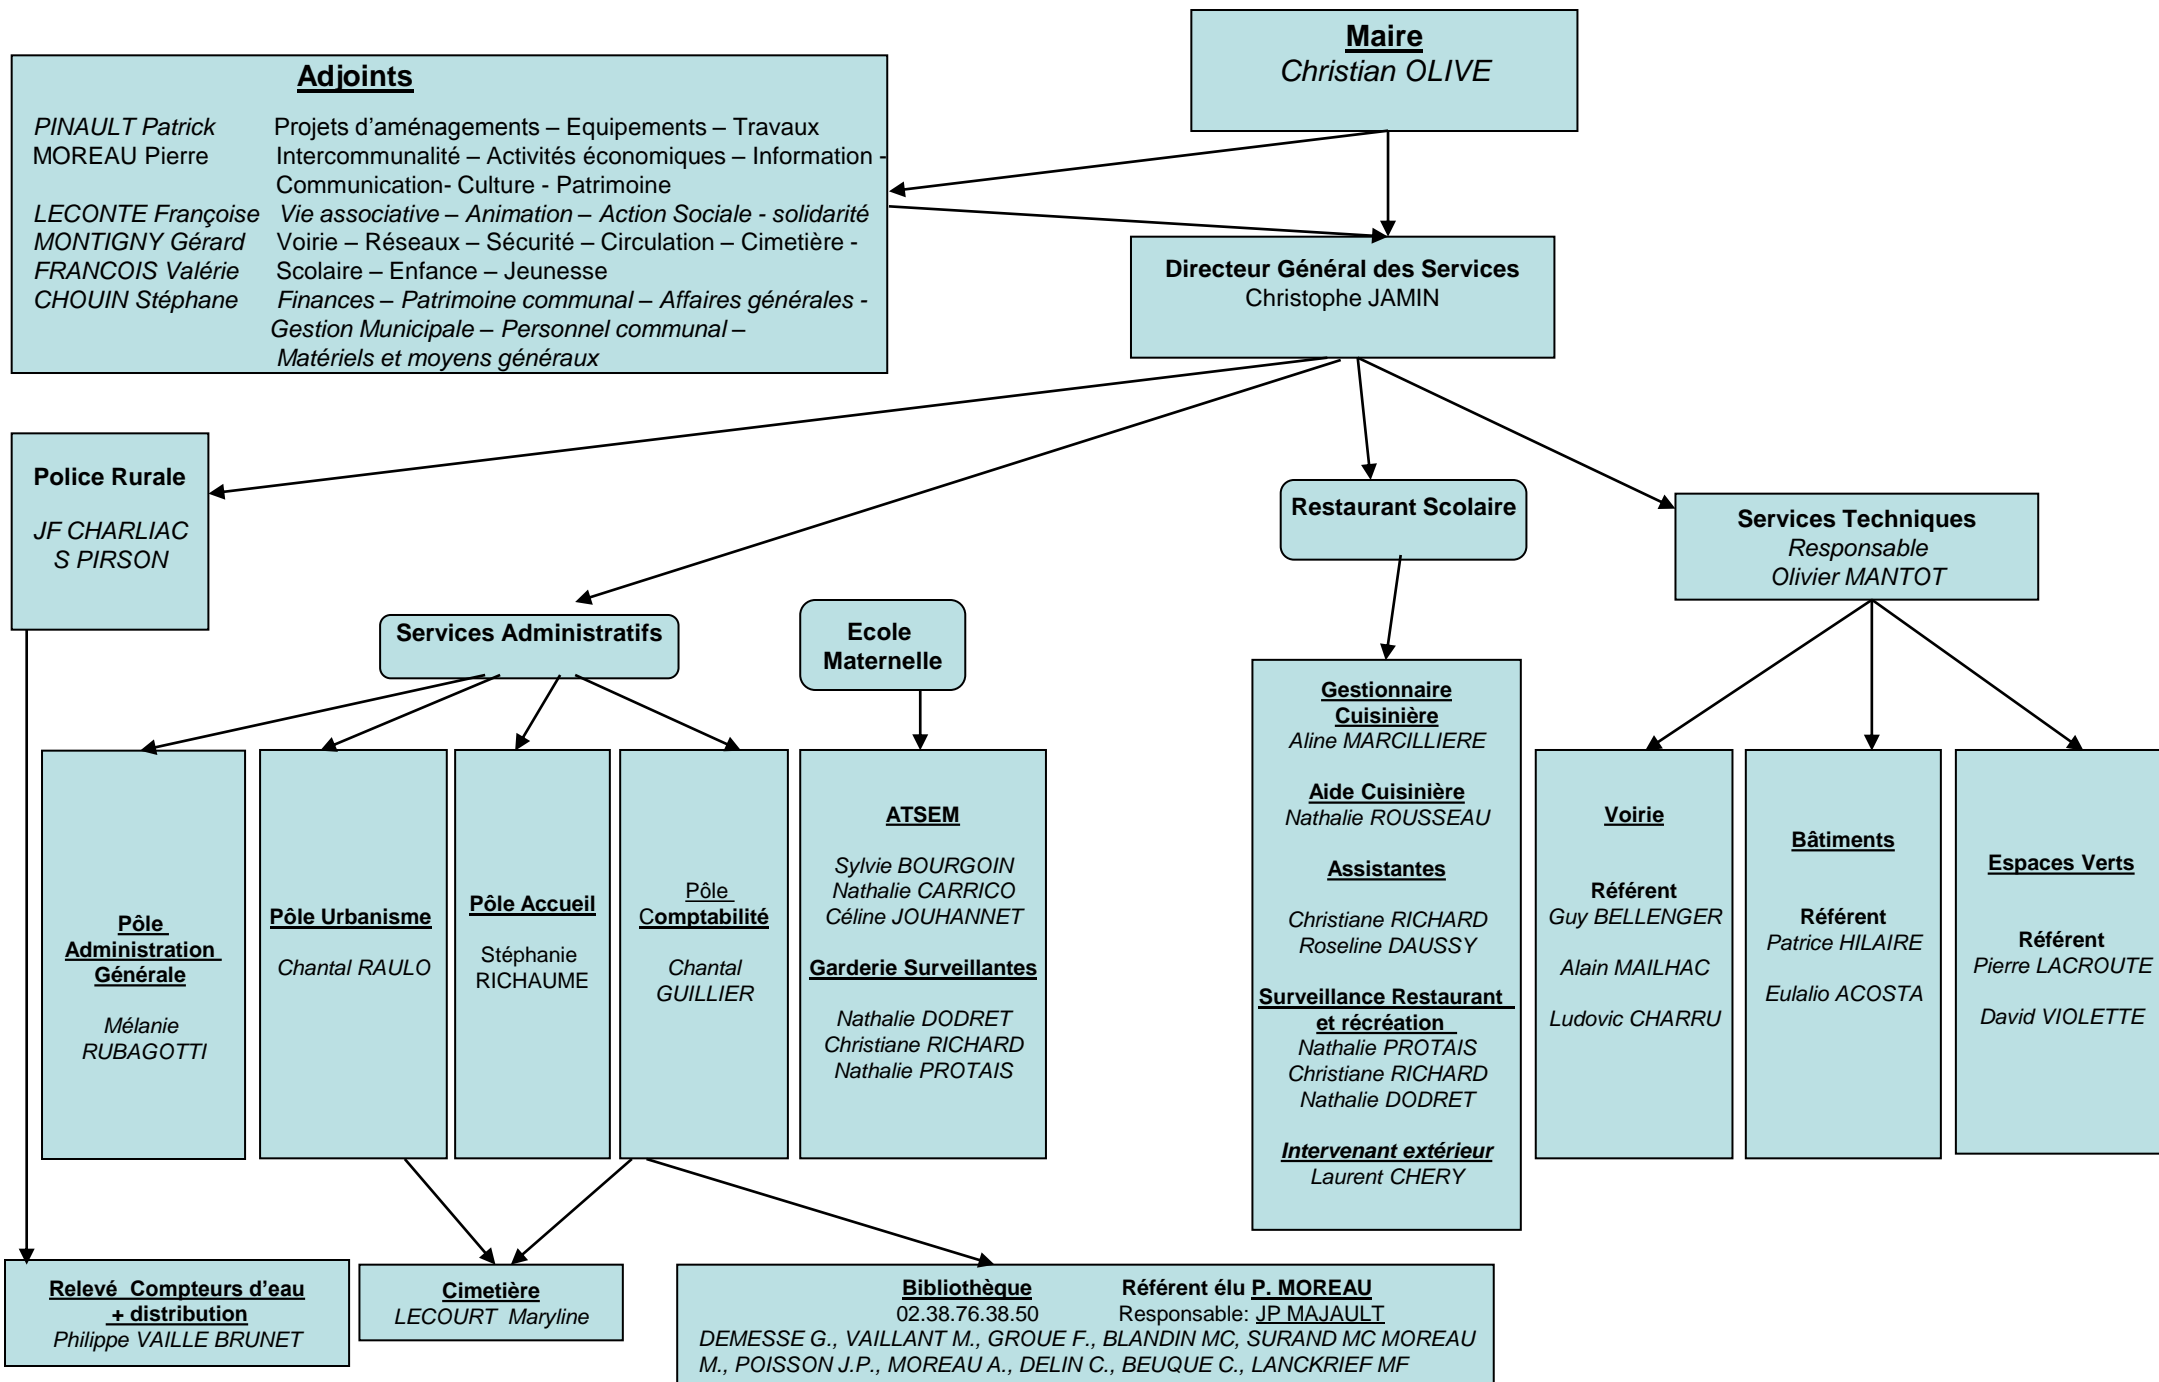 Maire
Christian OLIVE
Adjoints
PINAULT Patrick Projets d’aménagements – Equipements – Travaux
MOREAU Pierre Intercommunalité – Activités économiques – Information -
Communication- Culture - Patrimoine
LECONTE Françoise Vie associative – Animation – Action Sociale - solidarité
MONTIGNY Gérard Voirie – Réseaux – Sécurité – Circulation – Cimetière -
FRANCOIS Valérie Scolaire – Enfance – Jeunesse
CHOUIN Stéphane Finances – Patrimoine communal – Affaires générales -
Gestion Municipale – Personnel communal –
Matériels et moyens généraux
Directeur Général des Services
Christophe JAMIN
Police Rurale
JF CHARLIAC
S PIRSON
Restaurant Scolaire
Services Techniques
Responsable
Olivier MANTOT
Services Administratifs
Ecole
Maternelle
Pôle
Administration
Générale
Mélanie
RUBAGOTTI
Pôle Urbanisme
Chantal RAULO
Pôle Accueil
Stéphanie
RICHAUME
Pôle
Comptabilité
Chantal
GUILLIER
ATSEM
Sylvie BOURGOIN
Nathalie CARRICO
Céline JOUHANNET
Garderie Surveillantes
Nathalie DODRET
Christiane RICHARD
Nathalie PROTAIS
Gestionnaire
Cuisinière
Aline MARCILLIERE
Aide Cuisinière
Nathalie ROUSSEAU
Assistantes
Christiane RICHARD
Roseline DAUSSY
Surveillance Restaurant
et récréation
Nathalie PROTAIS
Christiane RICHARD
Nathalie DODRET
Intervenant extérieur
Laurent CHERY
Voirie
Référent
Guy BELLENGER
Alain MAILHAC
Ludovic CHARRU
Bâtiments
Référent
Patrice HILAIRE
Eulalio ACOSTA
Espaces Verts
Référent
Pierre LACROUTE
David VIOLETTE
Relevé Compteurs d’eau
+ distribution
Philippe VAILLE BRUNET
Cimetière
LECOURT Maryline
Bibliothèque Référent élu P. MOREAU
02.38.76.38.50 Responsable: JP MAJAULT
DEMESSE G., VAILLANT M., GROUE F., BLANDIN MC, SURAND MC MOREAU
M., POISSON J.P., MOREAU A., DELIN C., BEUQUE C., LANCKRIEF MF